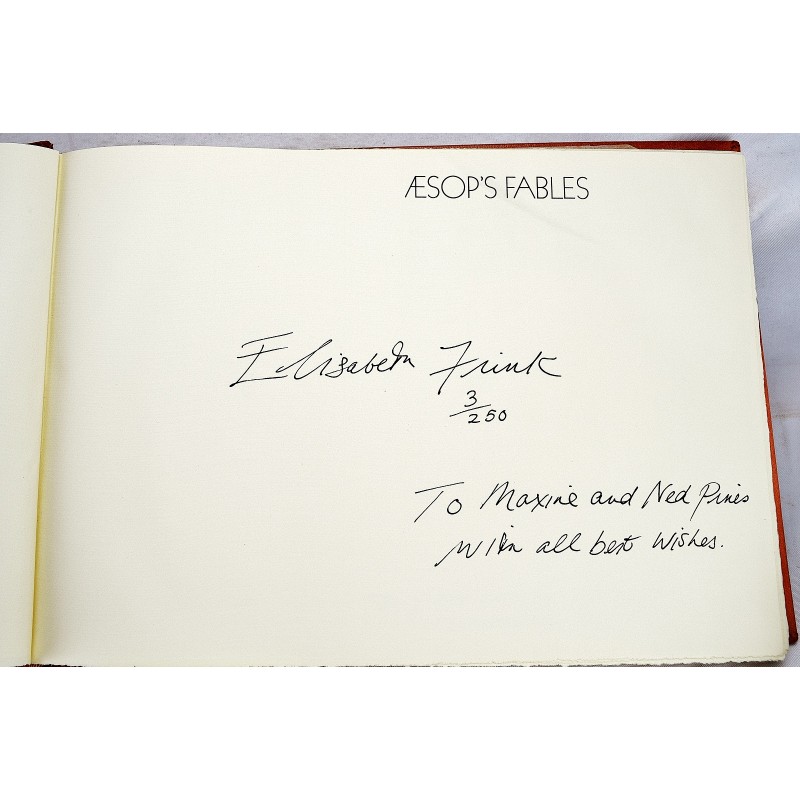 ÆSOP'S FABLES
Elisabeth Frink
3/250
To Maxine and Ned Pines
with all best wishes.